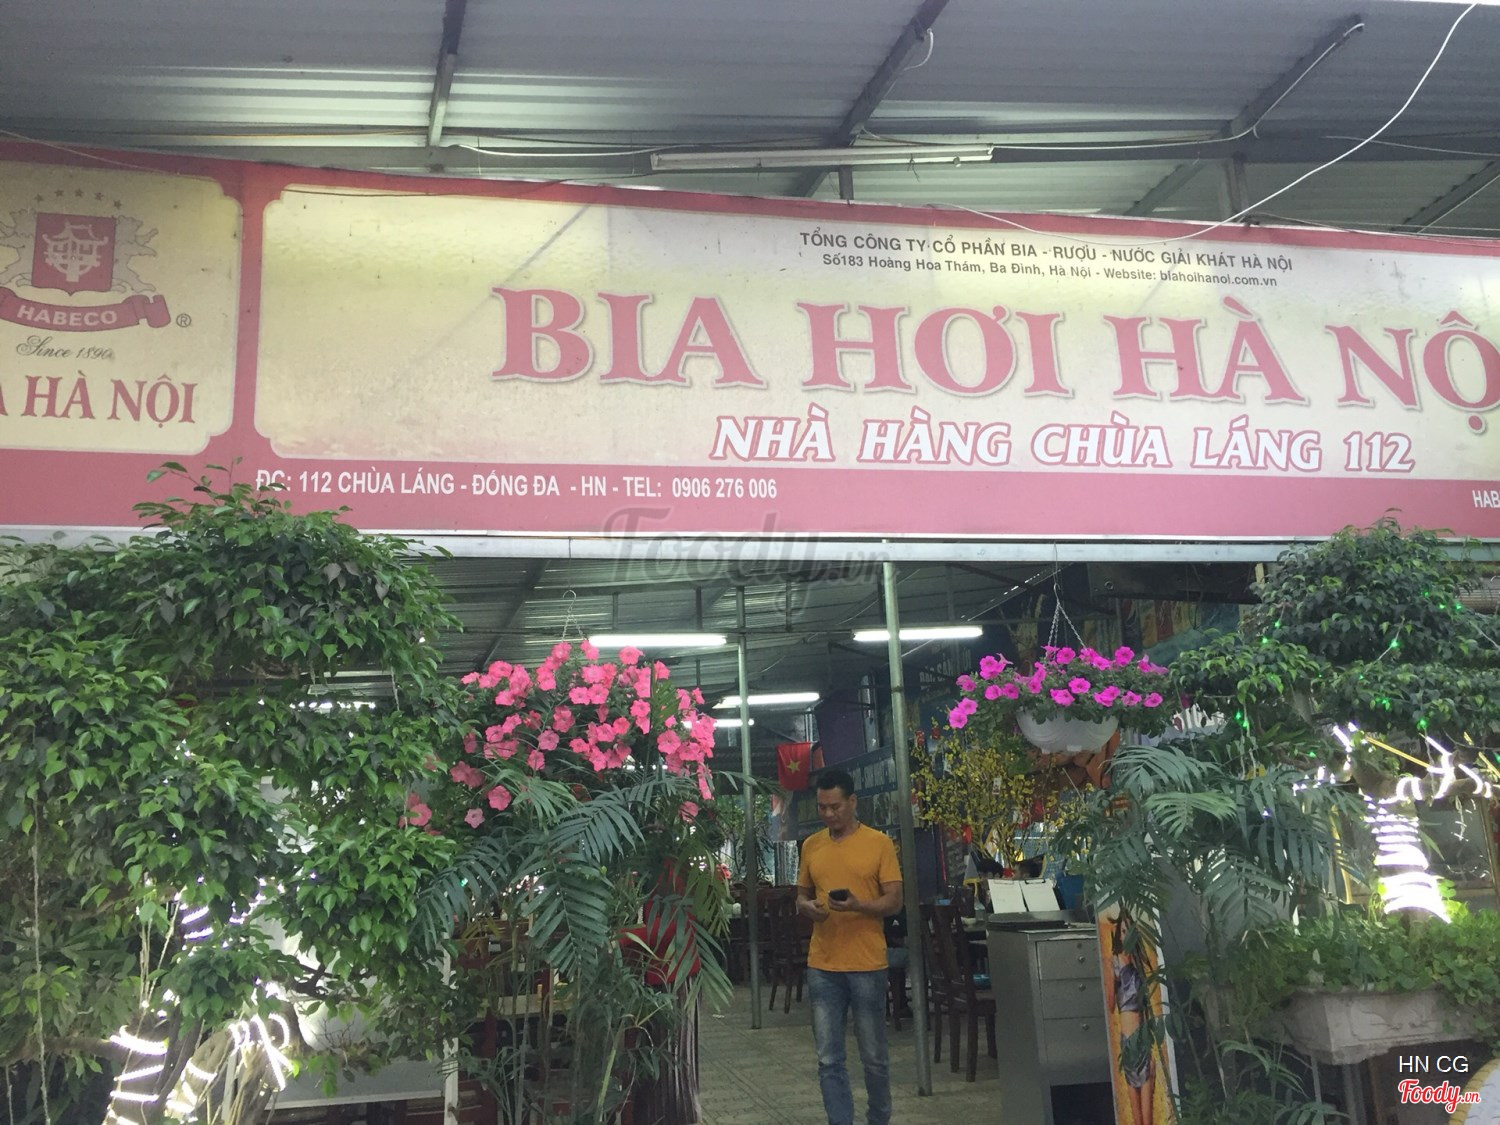 HABECO ®
Since 1890
HÀ NỘI
TỔNG CÔNG TY CỔ PHẦN BIA - RƯỢU - NƯỚC GIẢI KHÁT HÀ NỘI
Số183 Hoàng Hoa Thám, Ba Đình, Hà Nội - Website: biahoihanoi.com.vn
BIA HƠI HÀ NỘ
NHÀ HÀNG CHÙA LÁNG 112
ĐC: 112 CHÙA LÁNG - ĐỐNG ĐA - HN - TEL: 0906 276 006
HAB
Foody.vn
HN CG
Foody.vn